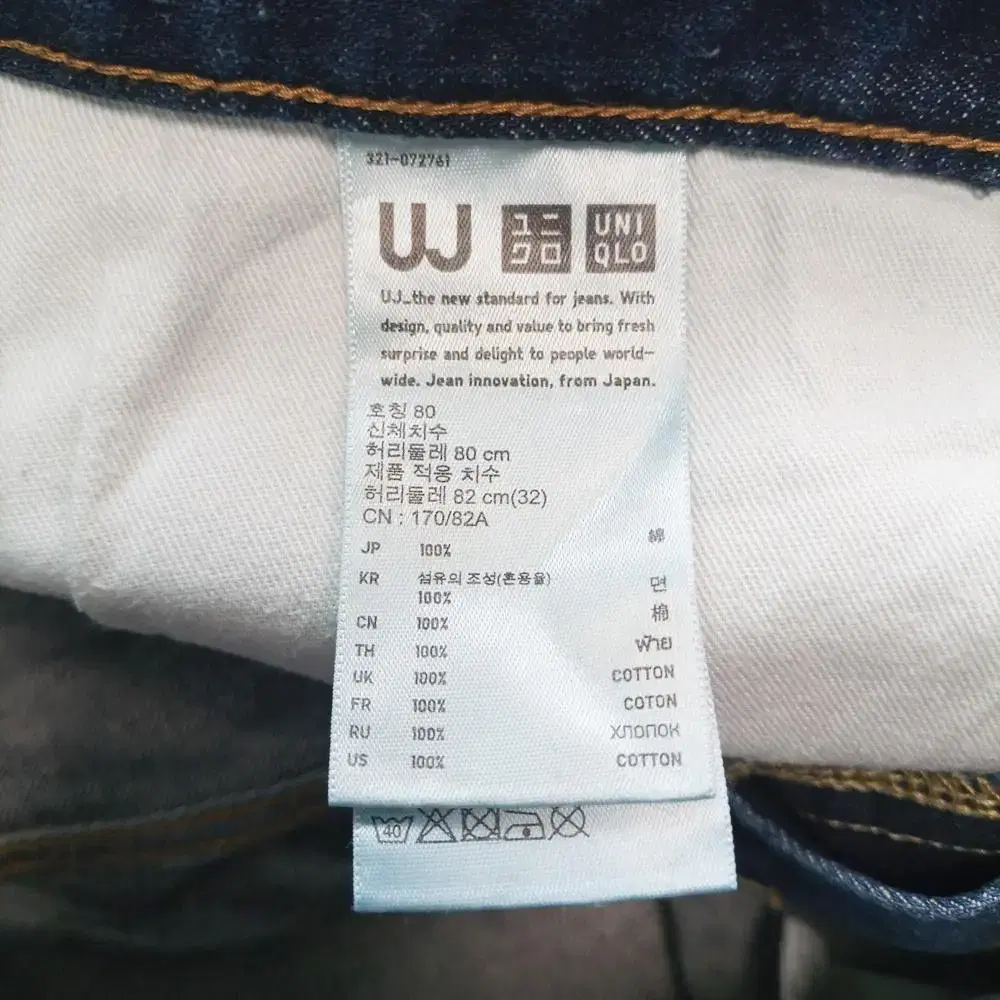 321-072761
UJ ユニクロ UNIQLO
UJ_the new standard for jeans. With
design, quality and value to bring fresh
surprise and delight to people world-
wide. Jean innovation, from Japan.
호칭 80
신체치수
허리둘레 80 cm
제품 적용 치수
허리둘레 82 cm(32)
CN : 170/82A
JP 100% 綿
KR 섬유의 조성(혼용율)
100% 면
CN 100% 棉
TH 100% ฝ้าย
UK 100% COTTON
FR 100% COTON
RU 100% ХЛОПОК
US 100% COTTON
40